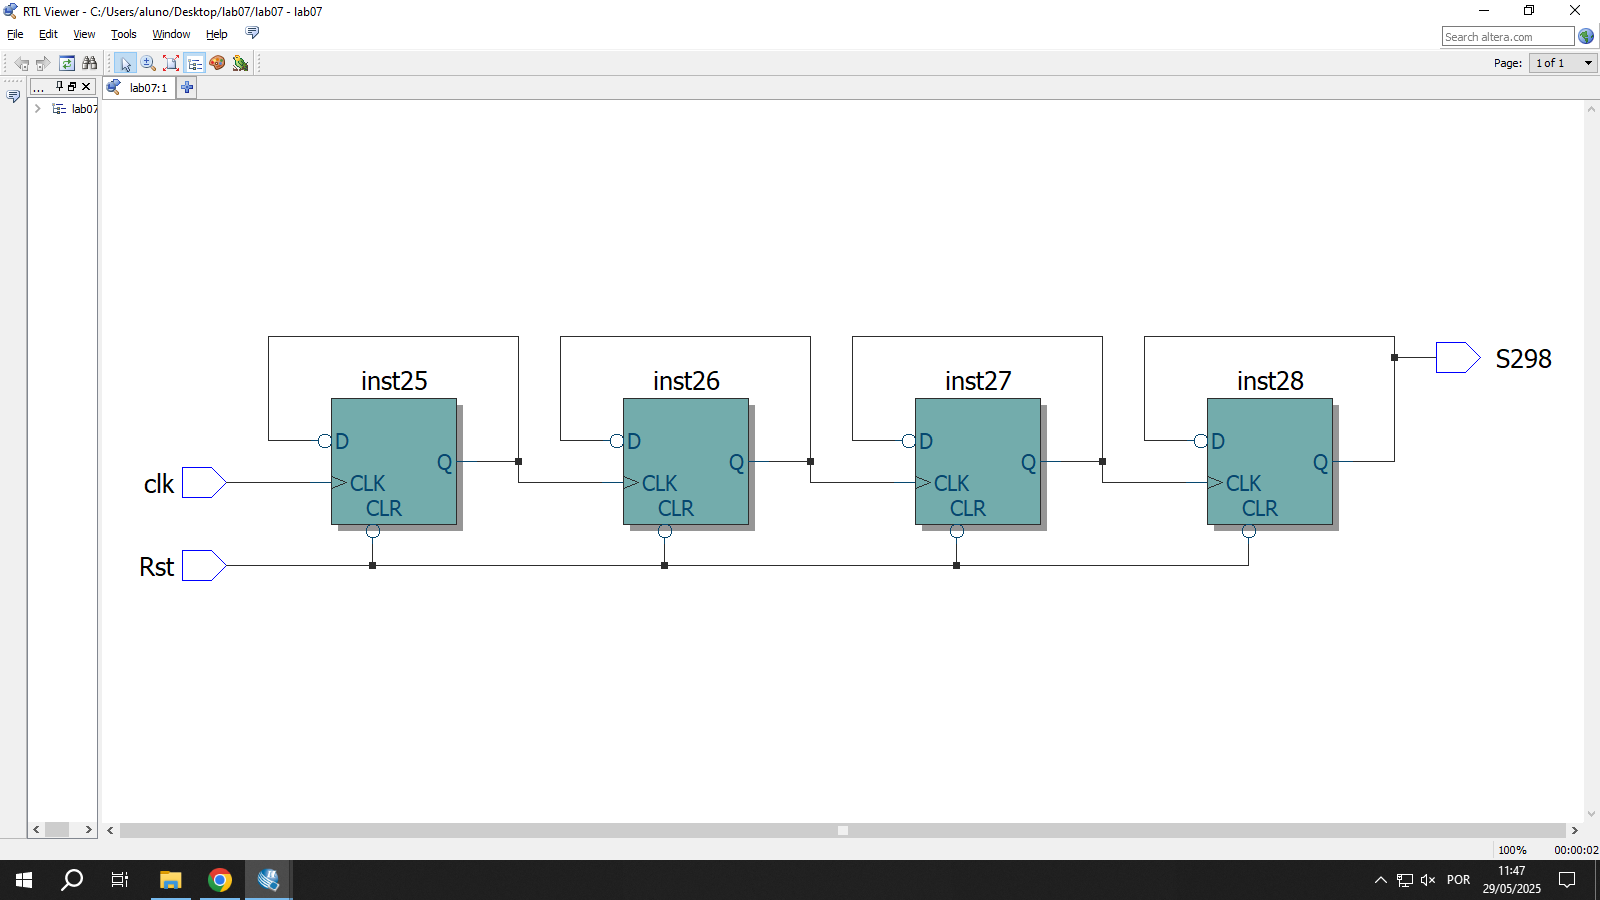 RTL Viewer - C:/Users/aluno/Desktop/lab07/lab07 - lab07
File Edit View Tools Window Help
Search altera.com
Page: 1 of 1
...
lab07:1
lab07
inst25
inst26
inst27
inst28
S298
D
Q
CLK
CLR
D
Q
CLK
CLR
D
Q
CLK
CLR
D
Q
CLK
CLR
clk
Rst
100% 00:00:02
POR
11:47
29/05/2025